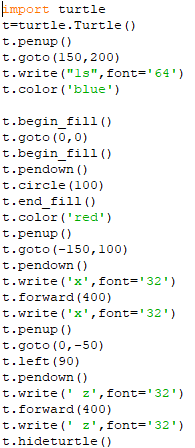 import turtle
t=turtle.Turtle()
t.penup()
t.goto(150,200)
t.write("ls",font='64')
t.color('blue')
t.begin_fill()
t.goto(0,0)
t.begin_fill()
t.pendown()
t.circle(100)
t.end_fill()
t.color('red')
t.penup()
t.goto(-150,100)
t.pendown()
t.write('x',font='32')
t.forward(400)
t.write('x',font='32')
t.penup()
t.goto(0,-50)
t.left(90)
t.pendown()
t.write(' z',font='32')
t.forward(400)
t.write(' z',font='32')
t.hideturtle()